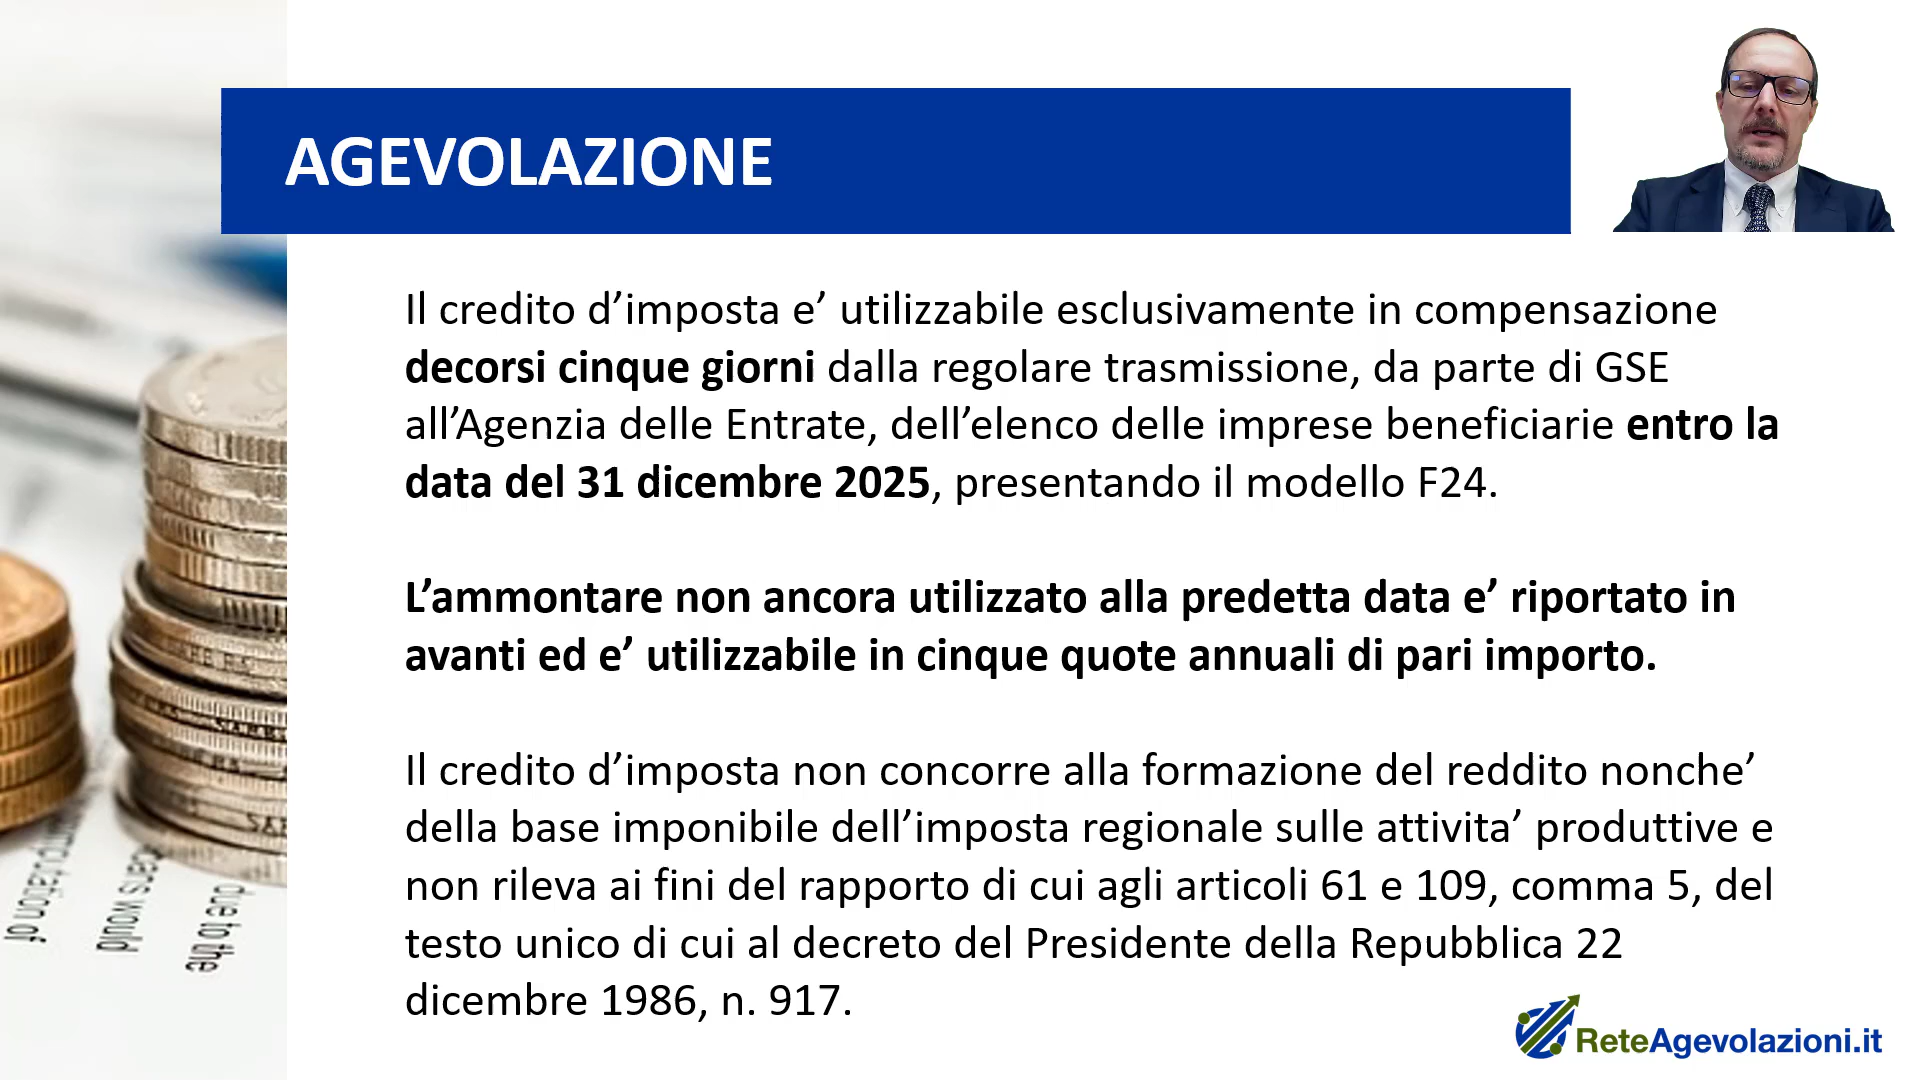 AGEVOLAZIONE
Il credito d’imposta e’ utilizzabile esclusivamente in compensazione
decorsi cinque giorni dalla regolare trasmissione, da parte di GSE
all’Agenzia delle Entrate, dell’elenco delle imprese beneficiarie entro la
data del 31 dicembre 2025, presentando il modello F24.
L’ammontare non ancora utilizzato alla predetta data e’ riportato in
avanti ed e’ utilizzabile in cinque quote annuali di pari importo.
Il credito d’imposta non concorre alla formazione del reddito nonche’
della base imponibile dell’imposta regionale sulle attivita’ produttive e
non rileva ai fini del rapporto di cui agli articoli 61 e 109, comma 5, del
testo unico di cui al decreto del Presidente della Repubblica 22
dicembre 1986, n. 917.
due to the
would
of
ReteAgevolazioni.it